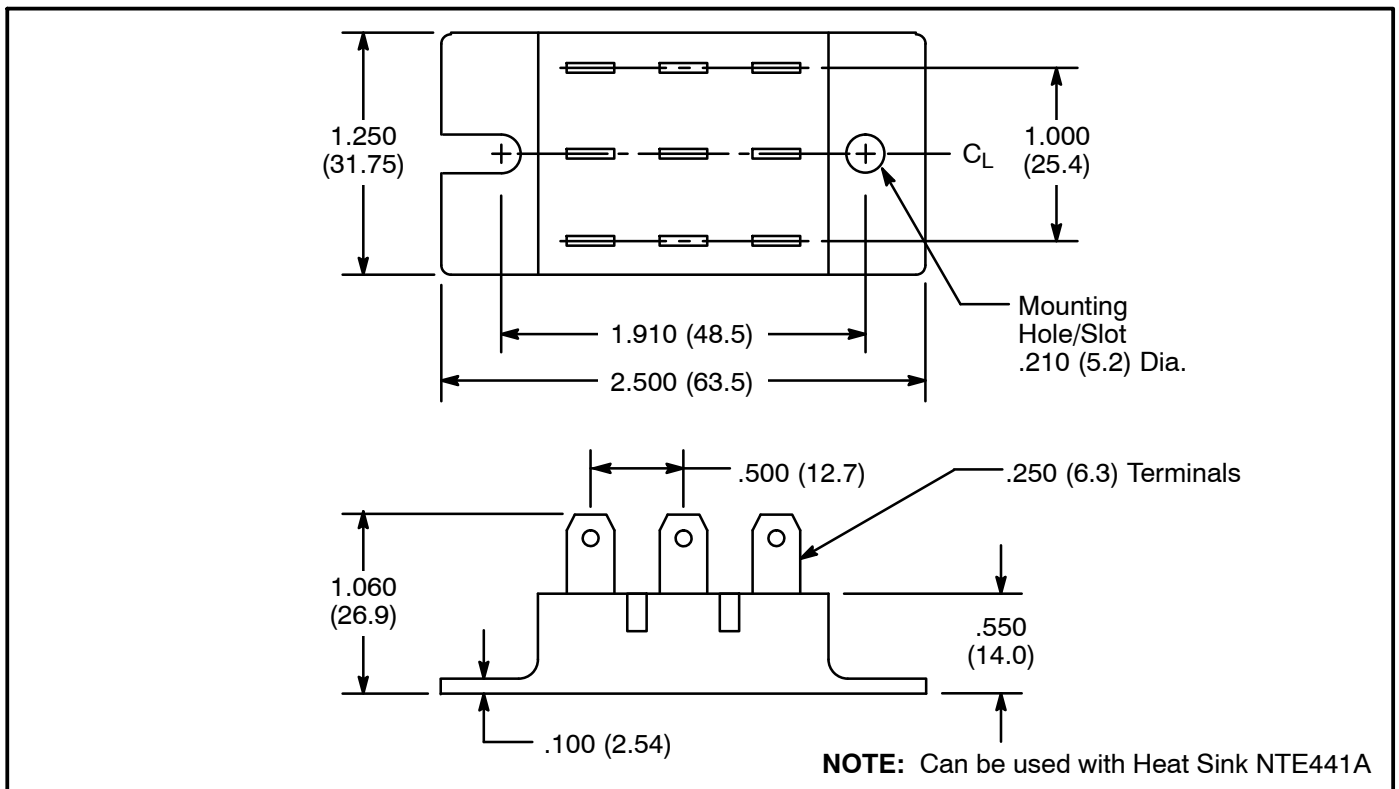 1.250
(31.75)
C_L
1.000
(25.4)
Mounting
Hole/Slot
.210 (5.2) Dia.
1.910 (48.5)
2.500 (63.5)
.500 (12.7)
.250 (6.3) Terminals
1.060
(26.9)
.550
(14.0)
.100 (2.54)
NOTE: Can be used with Heat Sink NTE441A